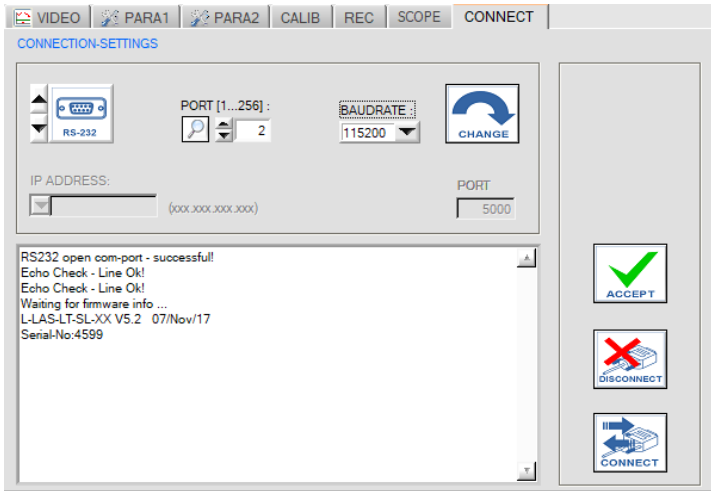 VIDEO PARA1 PARA2 CALIB REC SCOPE CONNECT
CONNECTION-SETTINGS
RS-232
PORT [1...256] :
2
BAUDRATE :
115200
CHANGE
IP ADDRESS:
(xxx.xxx.xxx.xxx)
PORT
5000
RS232 open com-port - successful!
Echo Check - Line Ok!
Echo Check - Line Ok!
Waiting for firmware info ...
L-LAS-LT-SL-XX V5.2 07/Nov/17
Serial-No:4599
ACCEPT
DISCONNECT
CONNECT